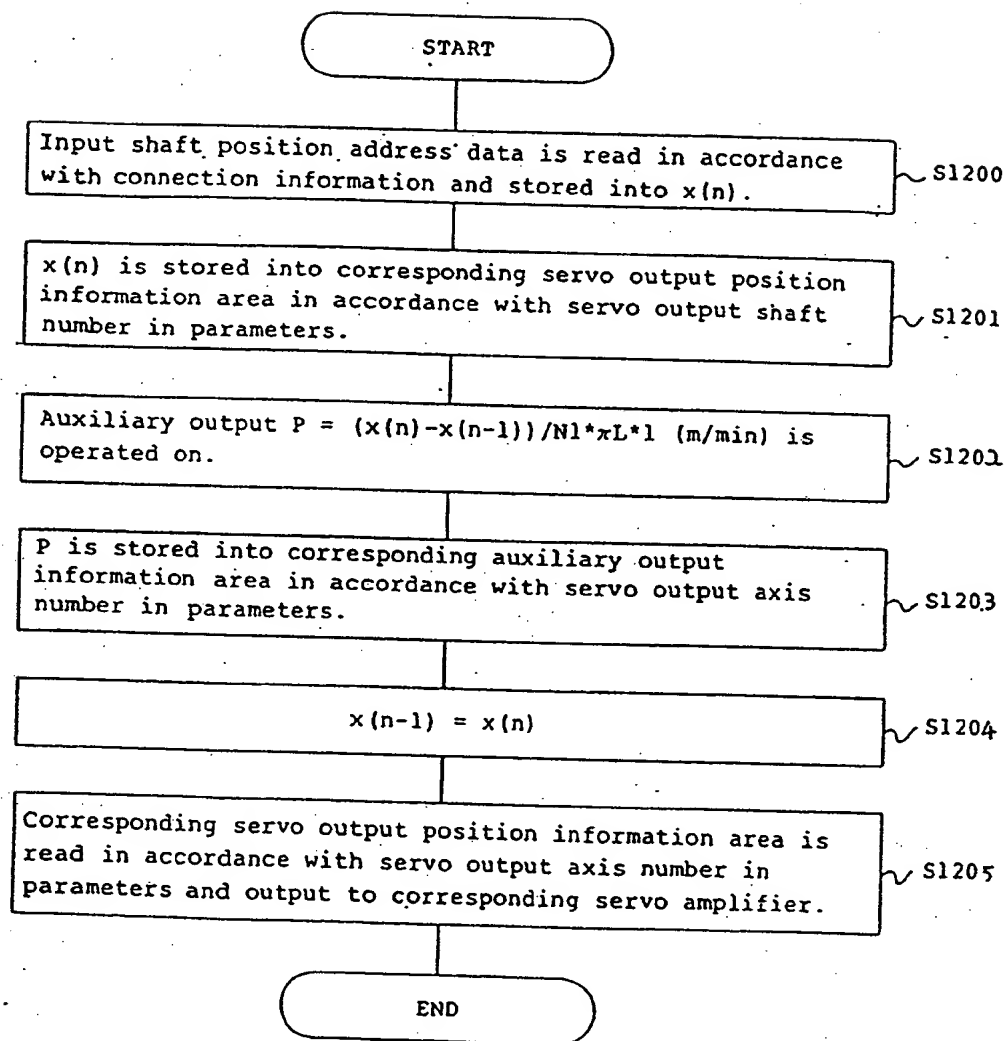 START
Input shaft position address data is read in accordance
with connection information and stored into x(n).
S1200
x(n) is stored into corresponding servo output position
information area in accordance with servo output shaft
number in parameters.
S1201
Auxiliary output P = (x(n)-x(n-1))/N1*πL*1 (m/min) is
operated on.
S1202
P is stored into corresponding auxiliary output
information area in accordance with servo output axis
number in parameters.
S1203
x(n-1) = x(n)
S1204
Corresponding servo output position information area is
read in accordance with servo output axis number in
parameters and output to corresponding servo amplifier.
S1205
END